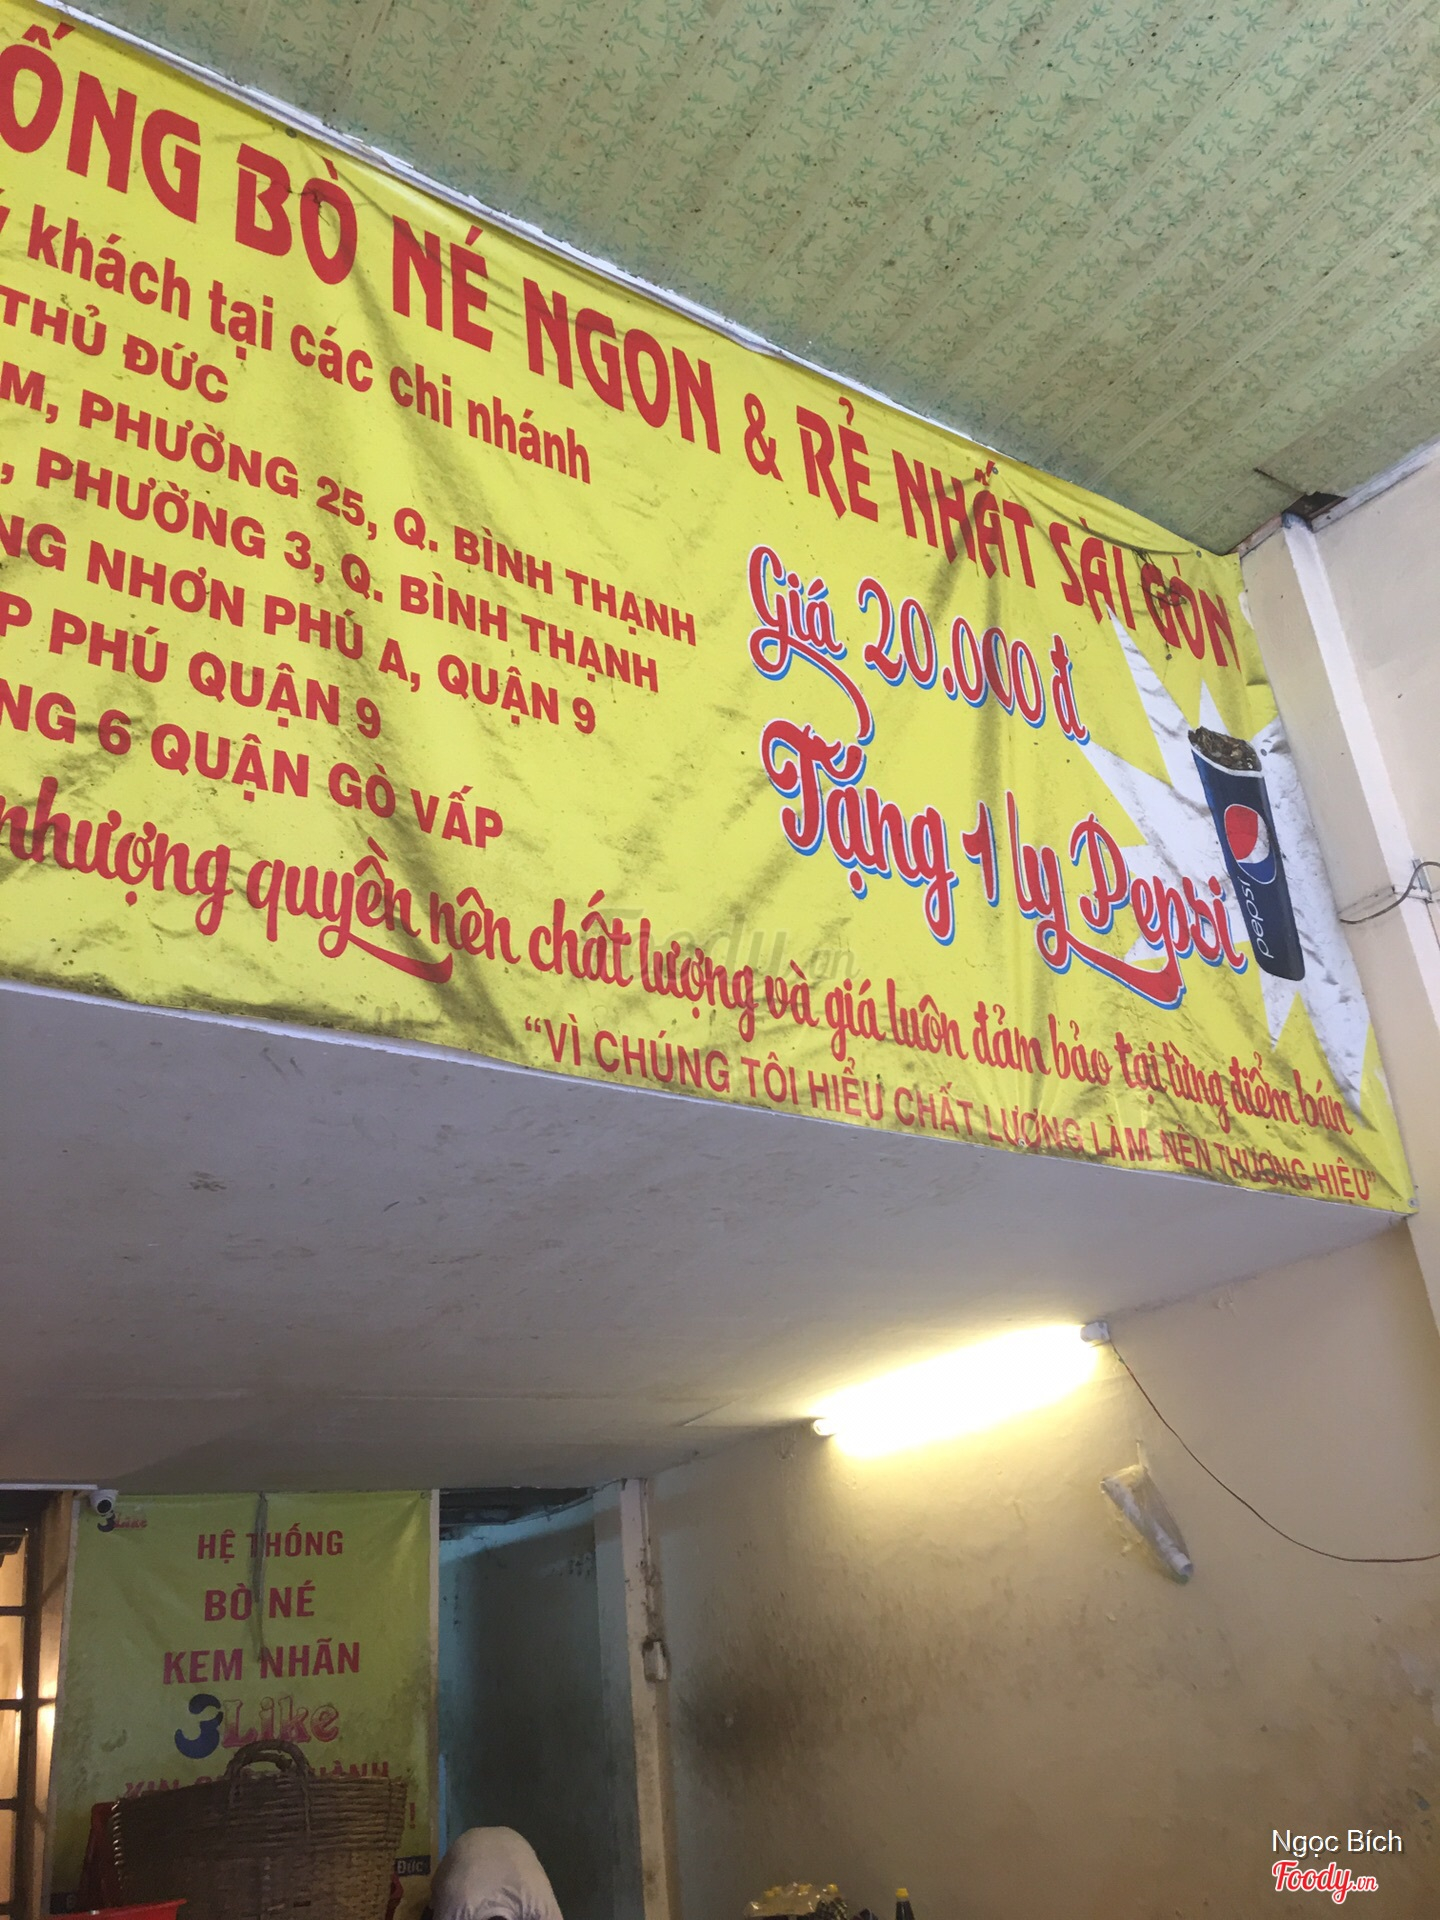 ỐNG BÒ NÉ NGON & RẺ NHẤT SÀI GÒN
khách tại các chi nhánh
THỦ ĐỨC
M, PHƯỜNG 25, Q. BÌNH THẠNH
, PHƯỜNG 3, Q. BÌNH THẠNH
NG NHƠN PHÚ A, QUẬN 9
P PHÚ QUẬN 9
NG 6 QUẬN GÒ VẤP
Giá 20.000 đ
Tặng 1 ly Pepsi
pepsi
nhượng quyền nên chất lượng và giá luôn đảm bảo tại từng điểm bán
“VÌ CHÚNG TÔI HIỂU CHẤT LƯỢNG LÀM NÊN THƯƠNG HIỆU”
Foody.vn
3Like
HỆ THỐNG
BÒ NÉ
KEM NHÃN
3Like
Đức
Ngọc Bích
Foody.vn